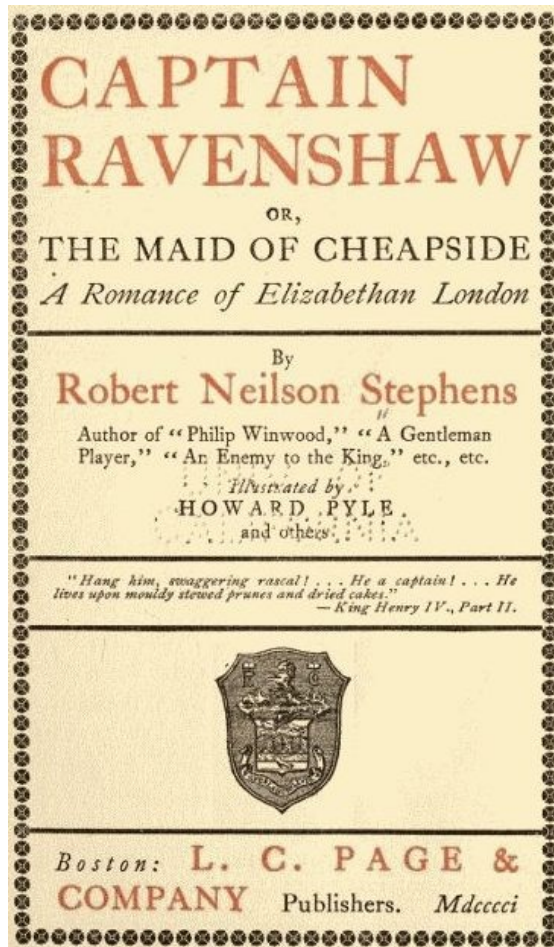 CAPTAIN
RAVENSHAW
OR,
THE MAID OF CHEAPSIDE
A Romance of Elizabethan London
By
Robert Neilson Stephens
Author of “Philip Winwood,” “A Gentleman
Player,” “An Enemy to the King,” etc., etc.
Illustrated by
HOWARD PYLE
and others
"Hang him, swaggering rascal! . . . He a captain! . . . He
lives upon mouldy stewed prunes and dried cakes."
— King Henry IV., Part II.
Boston: L. C. PAGE &
COMPANY Publishers. Mdcccci